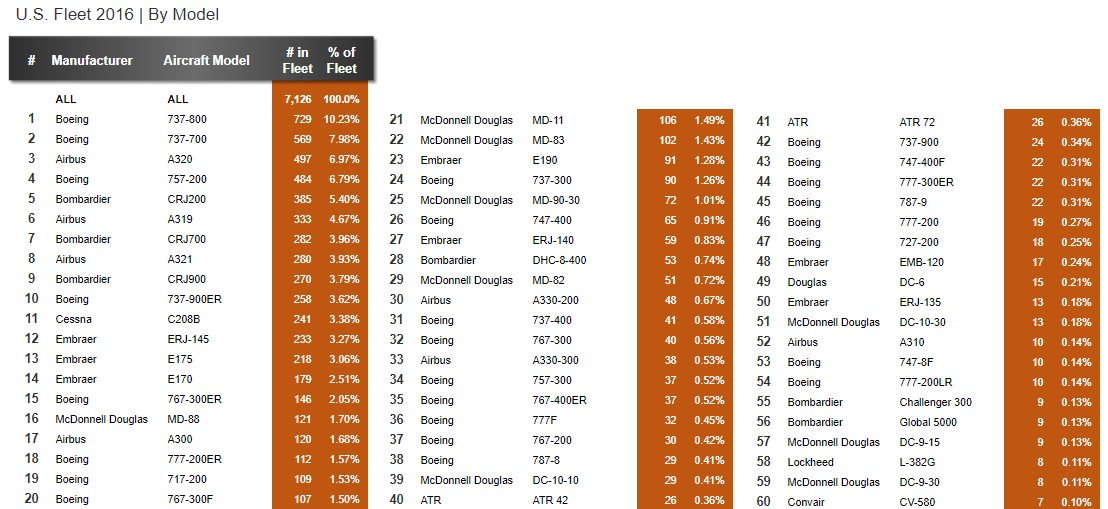 U.S. Fleet 2016 | By Model
# Manufacturer Aircraft Model # in Fleet % of Fleet
ALL ALL 7,126 100.0%
1 Boeing 737-800 729 10.23%
2 Boeing 737-700 569 7.98%
3 Airbus A320 497 6.97%
4 Boeing 757-200 484 6.79%
5 Bombardier CRJ200 385 5.40%
6 Airbus A319 333 4.67%
7 Bombardier CRJ700 282 3.96%
8 Airbus A321 280 3.93%
9 Bombardier CRJ900 270 3.79%
10 Boeing 737-900ER 258 3.62%
11 Cessna C208B 241 3.38%
12 Embraer ERJ-145 233 3.27%
13 Embraer E175 218 3.06%
14 Embraer E170 179 2.51%
15 Boeing 767-300ER 146 2.05%
16 McDonnell Douglas MD-88 121 1.70%
17 Airbus A300 120 1.68%
18 Boeing 777-200ER 112 1.57%
19 Boeing 717-200 109 1.53%
20 Boeing 767-300F 107 1.50%
21 McDonnell Douglas MD-11 106 1.49%
22 McDonnell Douglas MD-83 102 1.43%
23 Embraer E190 91 1.28%
24 Boeing 737-300 90 1.26%
25 McDonnell Douglas MD-90-30 72 1.01%
26 Boeing 747-400 65 0.91%
27 Embraer ERJ-140 59 0.83%
28 Bombardier DHC-8-400 53 0.74%
29 McDonnell Douglas MD-82 51 0.72%
30 Airbus A330-200 48 0.67%
31 Boeing 737-400 41 0.58%
32 Boeing 767-300 40 0.56%
33 Airbus A330-300 38 0.53%
34 Boeing 757-300 37 0.52%
35 Boeing 767-400ER 37 0.52%
36 Boeing 777F 32 0.45%
37 Boeing 767-200 30 0.42%
38 Boeing 787-8 29 0.41%
39 McDonnell Douglas DC-10-10 29 0.41%
40 ATR ATR 42 26 0.36%
41 ATR ATR 72 26 0.36%
42 Boeing 737-900 24 0.34%
43 Boeing 747-400F 22 0.31%
44 Boeing 777-300ER 22 0.31%
45 Boeing 787-9 22 0.31%
46 Boeing 777-200 19 0.27%
47 Boeing 727-200 18 0.25%
48 Embraer EMB-120 17 0.24%
49 Douglas DC-6 15 0.21%
50 Embraer ERJ-135 13 0.18%
51 McDonnell Douglas DC-10-30 13 0.18%
52 Airbus A310 10 0.14%
53 Boeing 747-8F 10 0.14%
54 Boeing 777-200LR 10 0.14%
55 Bombardier Challenger 300 9 0.13%
56 Bombardier Global 5000 9 0.13%
57 McDonnell Douglas DC-9-15 9 0.13%
58 Lockheed L-382G 8 0.11%
59 McDonnell Douglas DC-9-30 8 0.11%
60 Convair CV-580 7 0.10%